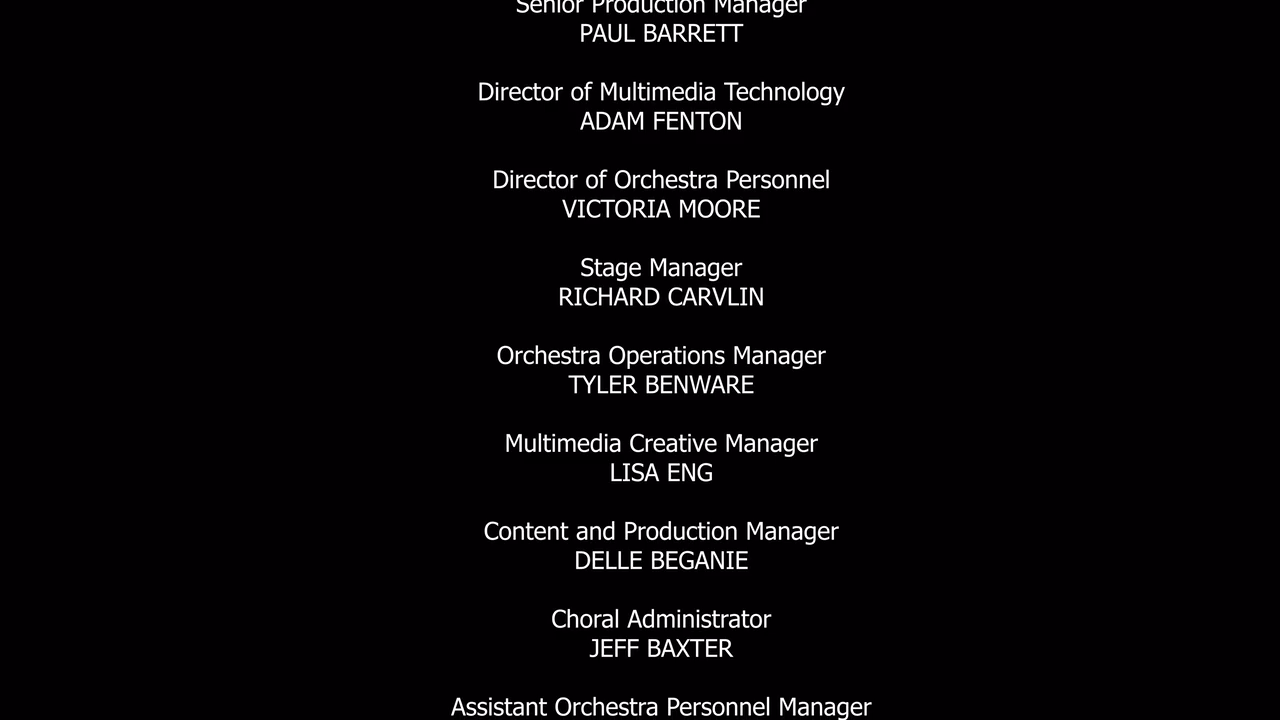 Senior Production Manager
PAUL BARRETT
Director of Multimedia Technology
ADAM FENTON
Director of Orchestra Personnel
VICTORIA MOORE
Stage Manager
RICHARD CARVLIN
Orchestra Operations Manager
TYLER BENWARE
Multimedia Creative Manager
LISA ENG
Content and Production Manager
DELLE BEGANIE
Choral Administrator
JEFF BAXTER
Assistant Orchestra Personnel Manager